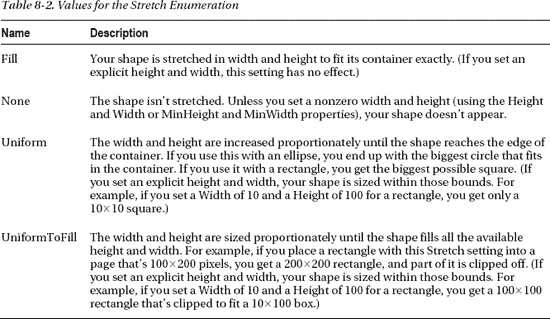 Table 8-2. Values for the Stretch Enumeration
Name Description
Fill Your shape is stretched in width and height to fit its container exactly. (If you set an
explicit height and width, this setting has no effect.)
None The shape isn't stretched. Unless you set a nonzero width and height (using the Height
and Width or MinHeight and MinWidth properties), your shape doesn't appear.
Uniform The width and height are increased proportionately until the shape reaches the edge of
the container. If you use this with an ellipse, you end up with the biggest circle that fits
in the container. If you use it with a rectangle, you get the biggest possible square. (If
you set an explicit height and width, your shape is sized within those bounds. For
example, if you set a Width of 10 and a Height of 100 for a rectangle, you get only a
10×10 square.)
UniformToFill The width and height are sized proportionately until the shape fills all the available
height and width. For example, if you place a rectangle with this Stretch setting into a
page that's 100×200 pixels, you get a 200×200 rectangle, and part of it is clipped off. (If
you set an explicit height and width, your shape is sized within those bounds. For
example, if you set a Width of 10 and a Height of 100 for a rectangle, you get a 100×100
rectangle that's clipped to fit a 10×100 box.)